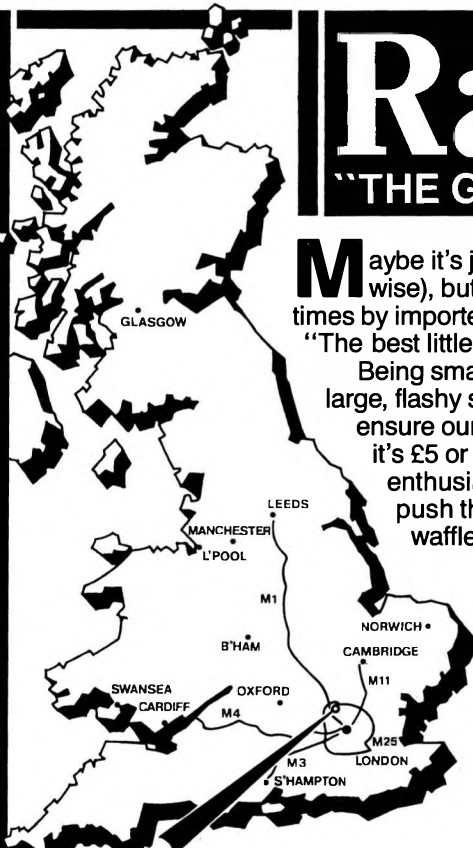 Ra
"THE G
Maybe it's j
wise), but
times by importe
"The best little
Being sma
large, flashy s
ensure our
it's £5 or
enthusia
push th
waffle
GLASGOW
LEEDS
MANCHESTER
L'POOL
M1
NORWICH
B'HAM
CAMBRIDGE
M11
SWANSEA
OXFORD
CARDIFF
M4
M25
LONDON
M3
S'HAMPTON